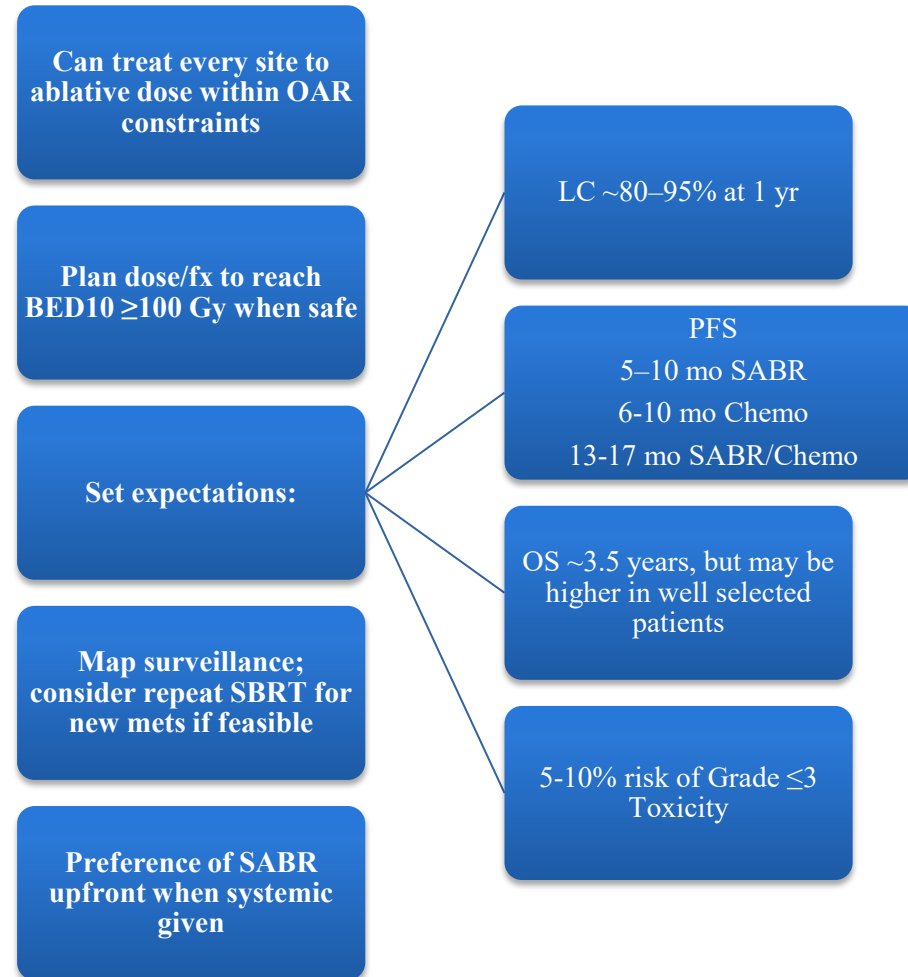 Can treat every site to
ablative dose within OAR
constraints
Plan dose/fx to reach
BED10 ≥100 Gy when safe
Set expectations:
Map surveillance;
consider repeat SBRT for
new mets if feasible
Preference of SABR
upfront when systemic
given
LC ~80–95% at 1 yr
PFS
5–10 mo SABR
6-10 mo Chemo
13-17 mo SABR/Chemo
OS ~3.5 years, but may be
higher in well selected
patients
5-10% risk of Grade ≤3
Toxicity